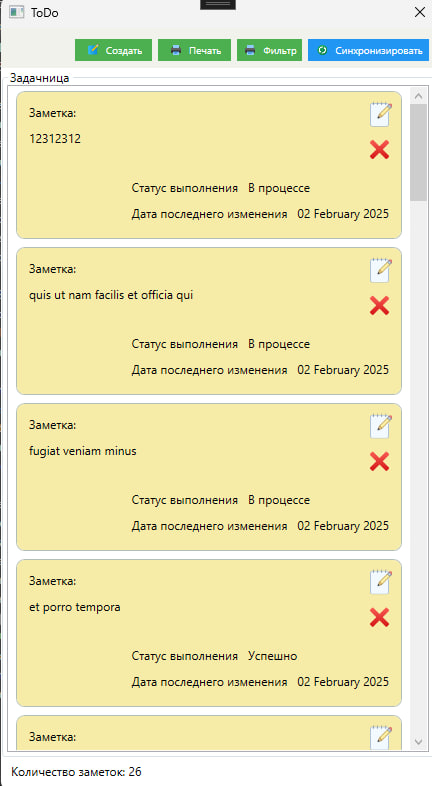 ToDo
Создать Печать Фильтр Синхронизировать
Задачница
Заметка:
12312312
Статус выполнения В процессе
Дата последнего изменения 02 February 2025
Заметка:
quis ut nam facilis et officia qui
Статус выполнения В процессе
Дата последнего изменения 02 February 2025
Заметка:
fugiat veniam minus
Статус выполнения В процессе
Дата последнего изменения 02 February 2025
Заметка:
et porro tempora
Статус выполнения Успешно
Дата последнего изменения 02 February 2025
Заметка:
Количество заметок: 26